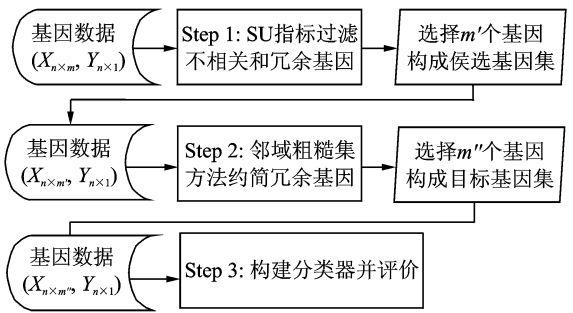 基因数据
(Xn×m, Yn×1)
Step 1: SU指标过滤
不相关和冗余基因
选择m′个基因
构成侯选基因集
基因数据
(Xn×m′, Yn×1)
Step 2: 邻域粗糙集
方法约简冗余基因
选择m″个基因
构成目标基因集
基因数据
(Xn×m″, Yn×1)
Step 3: 构建分类器并评价